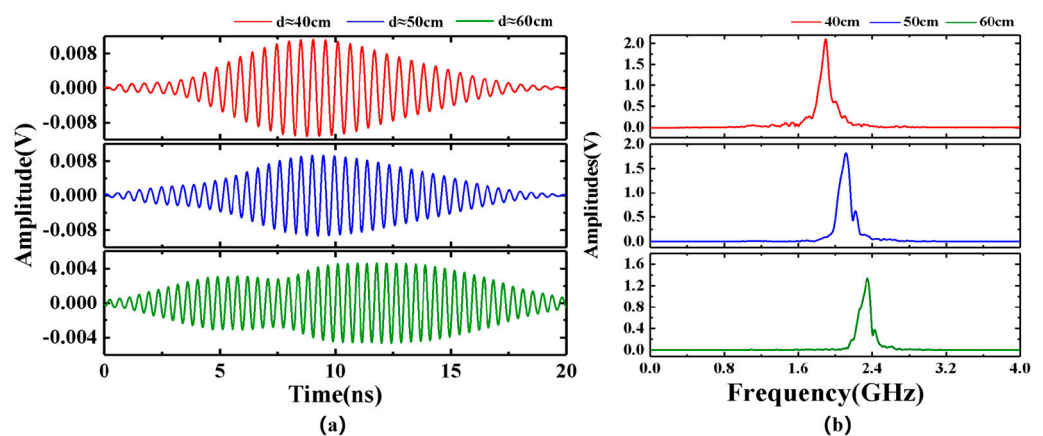 d≈40cm d≈50cm d≈60cm
40cm 50cm 60cm
0.008
0.000
-0.008
0.008
0.000
-0.008
0.004
0.000
-0.004
Amplitude(V)
0 5 10 15 20
Time(ns)
(a)
2.0
1.5
1.0
0.5
0.0
2.0
1.5
1.0
0.5
0.0
1.6
1.2
0.8
0.4
0.0
Amplitudes(V)
0.0 0.8 1.6 2.4 3.2 4.0
Frequency(GHz)
(b)